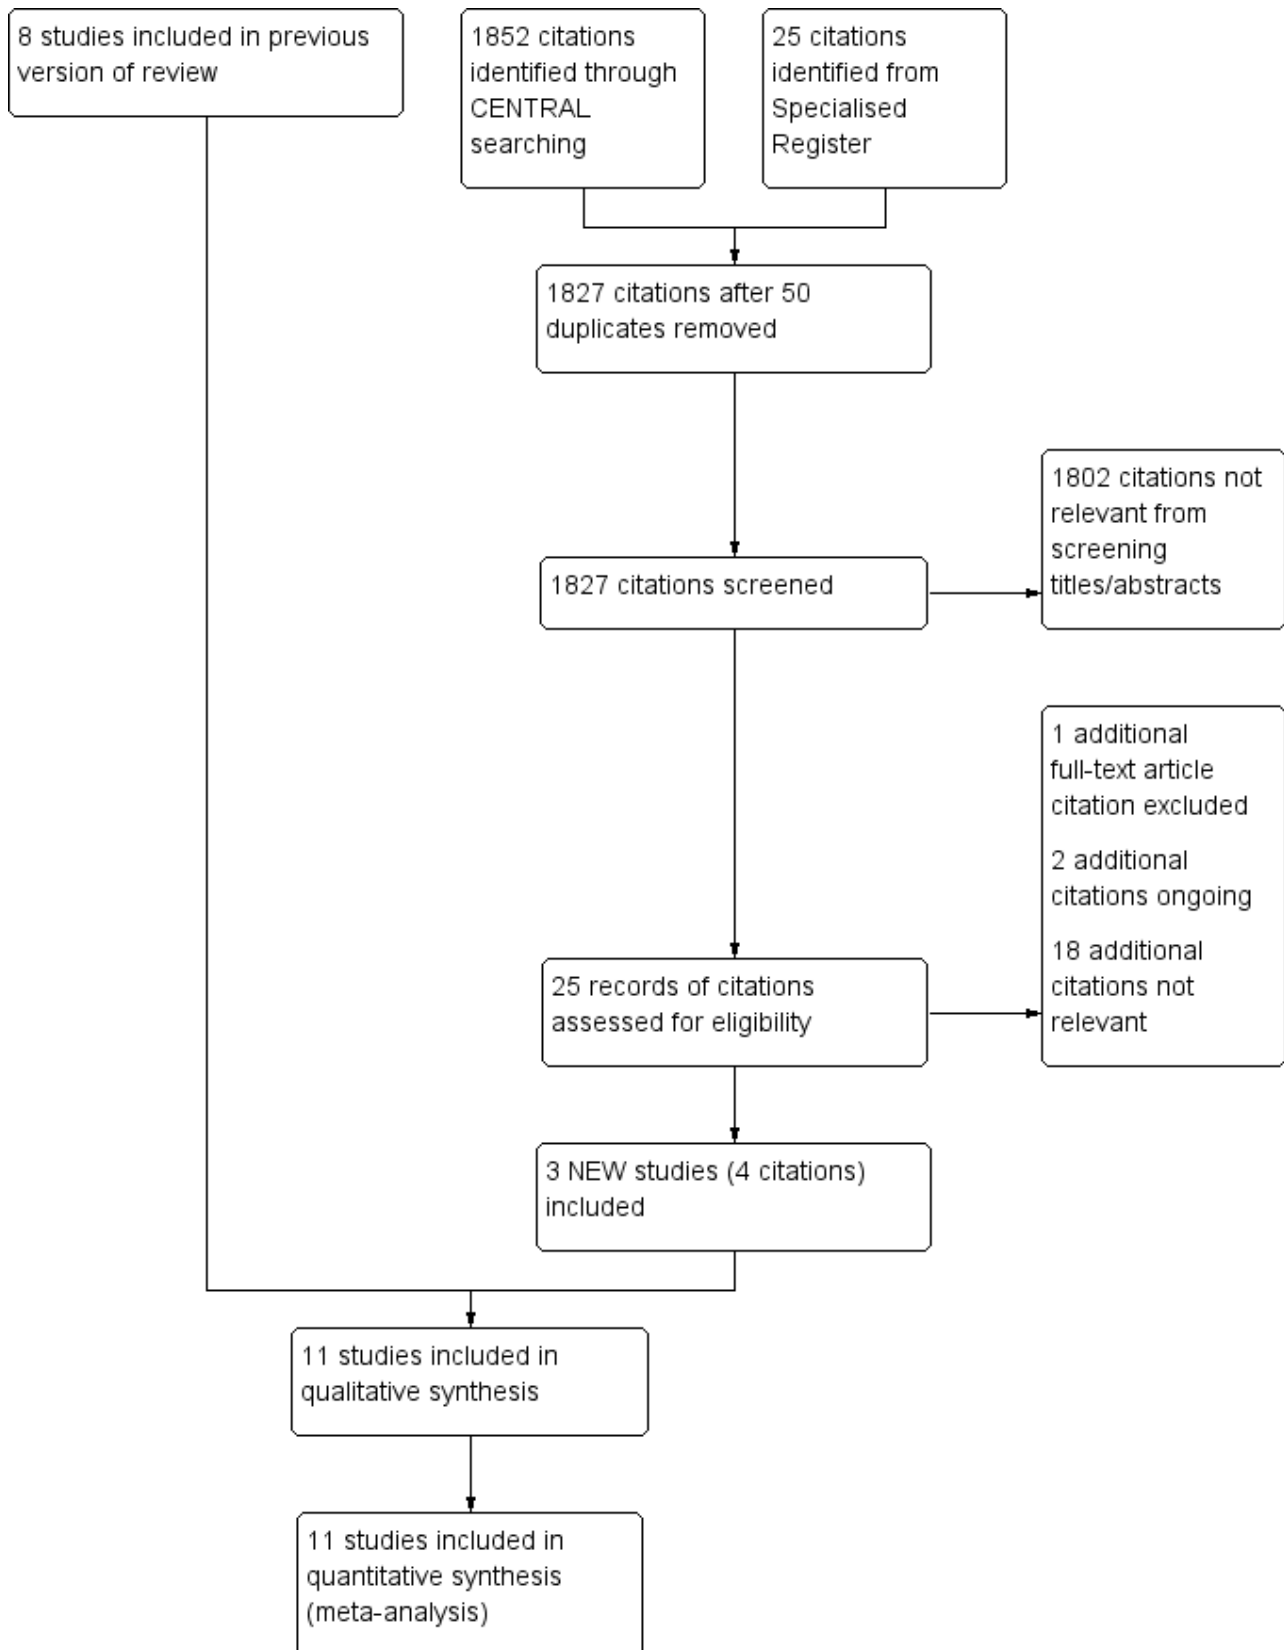 8 studies included in previous
version of review
1852 citations
identified through
CENTRAL
searching
25 citations
identified from
Specialised
Register
1827 citations after 50
duplicates removed
1802 citations not
relevant from
screening
titles/abstracts
1827 citations screened
1 additional
full-text article
citation excluded
2 additional
citations ongoing
18 additional
citations not
relevant
25 records of citations
assessed for eligibility
3 NEW studies (4 citations)
included
11 studies included in
qualitative synthesis
11 studies included in
quantitative synthesis
(meta-analysis)